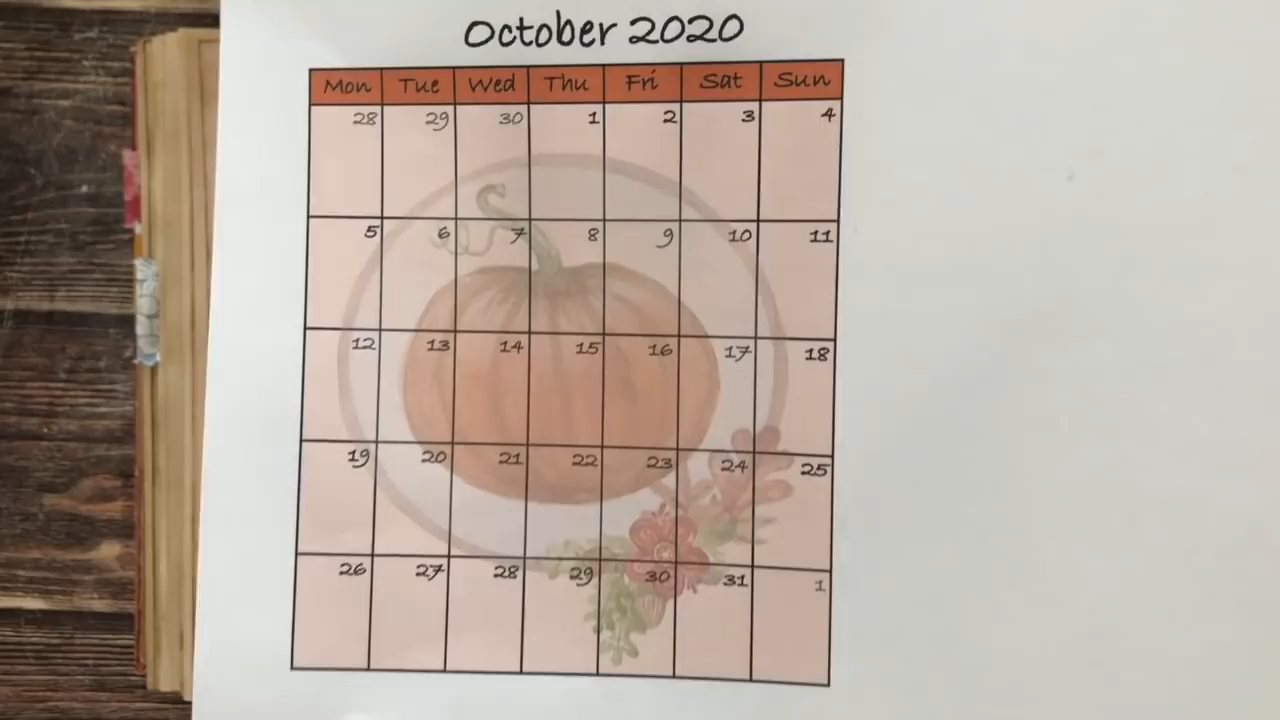 October 2020
Mon Tue Wed Thu Fri Sat Sun
28 29 30 1 2 3 4
5 6 7 8 9 10 11
12 13 14 15 16 17 18
19 20 21 22 23 24 25
26 27 28 29 30 31 1